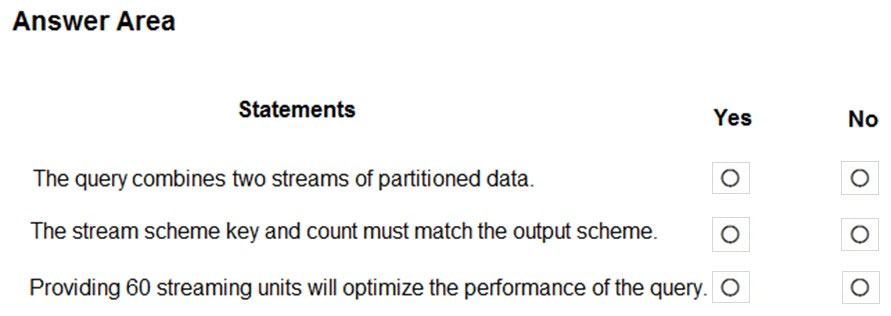 Answer Area
Statements Yes No
The query combines two streams of partitioned data.
The stream scheme key and count must match the output scheme.
Providing 60 streaming units will optimize the performance of the query.